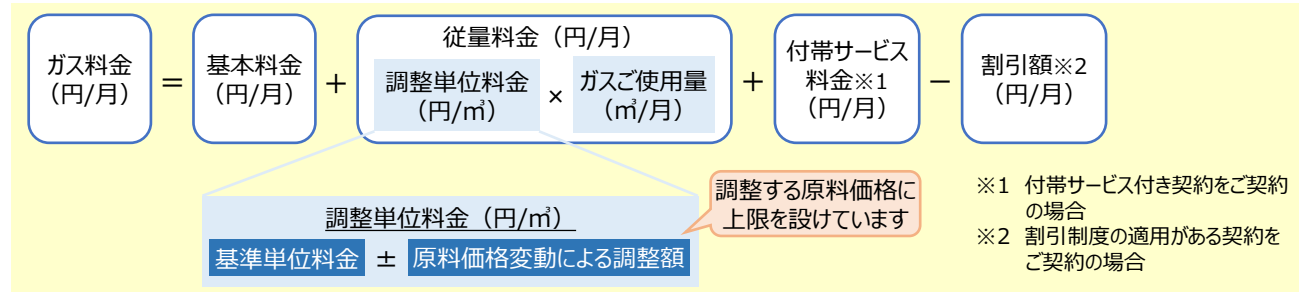 ガス料金
（円/月）
＝
基本料金
（円/月）
＋
従量料金（円/月）
調整単位料金
（円/㎥）
×
ガスご使用量
（㎥/月）
＋
付帯サービス
料金※1
（円/月）
－
割引額※2
（円/月）
調整単位料金（円/㎥）
基準単位料金 ± 原料価格変動による調整額
調整する原料価格に
上限を設けています
※1 付帯サービス付き契約をご契約
の場合
※2 割引制度の適用がある契約を
ご契約の場合